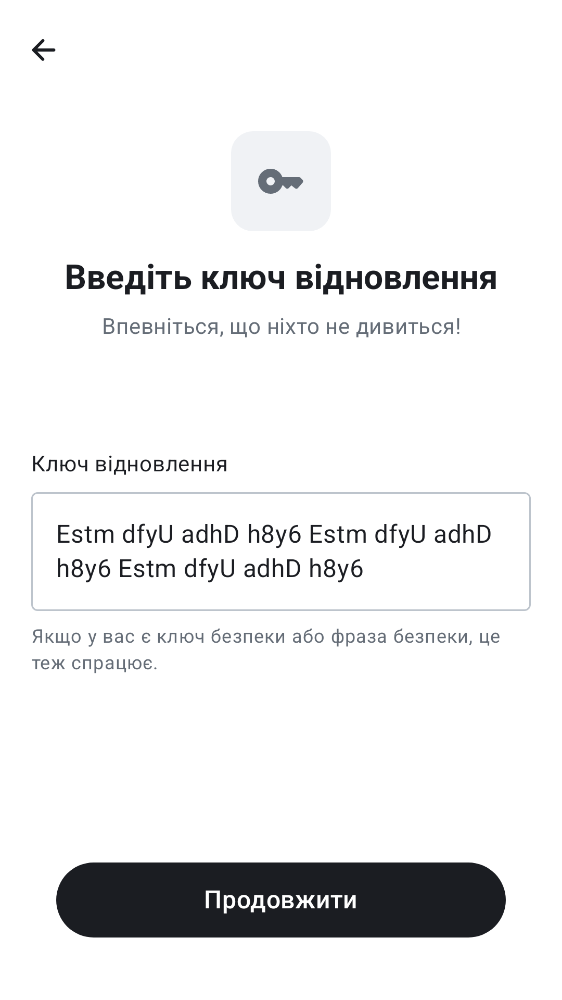 Введіть ключ відновлення
Впевніться, що ніхто не дивиться!
Ключ відновлення
Estm dfyU adhD h8y6 Estm dfyU adhD
h8y6 Estm dfyU adhD h8y6
Якщо у вас є ключ безпеки або фраза безпеки, це
теж спрацює.
Продовжити